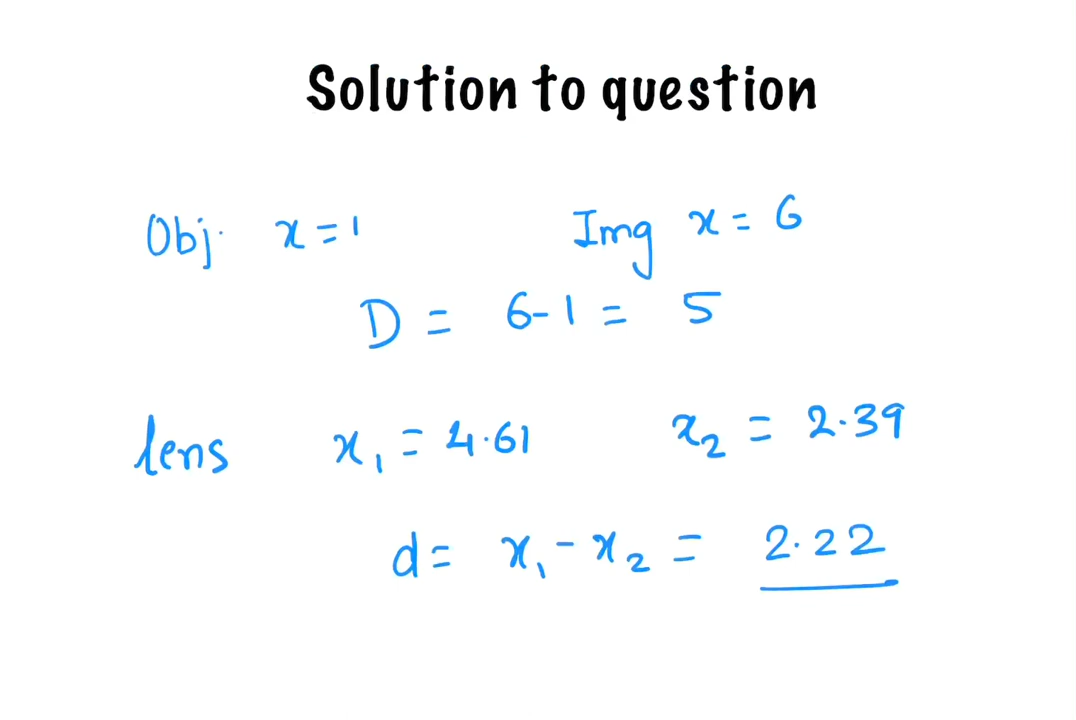 Solution to question
Obj. x = 1 Img x = 6
D = 6 - 1 = 5
lens x₁ = 4.61 x₂ = 2.39
d = x₁ - x₂ = 2.22